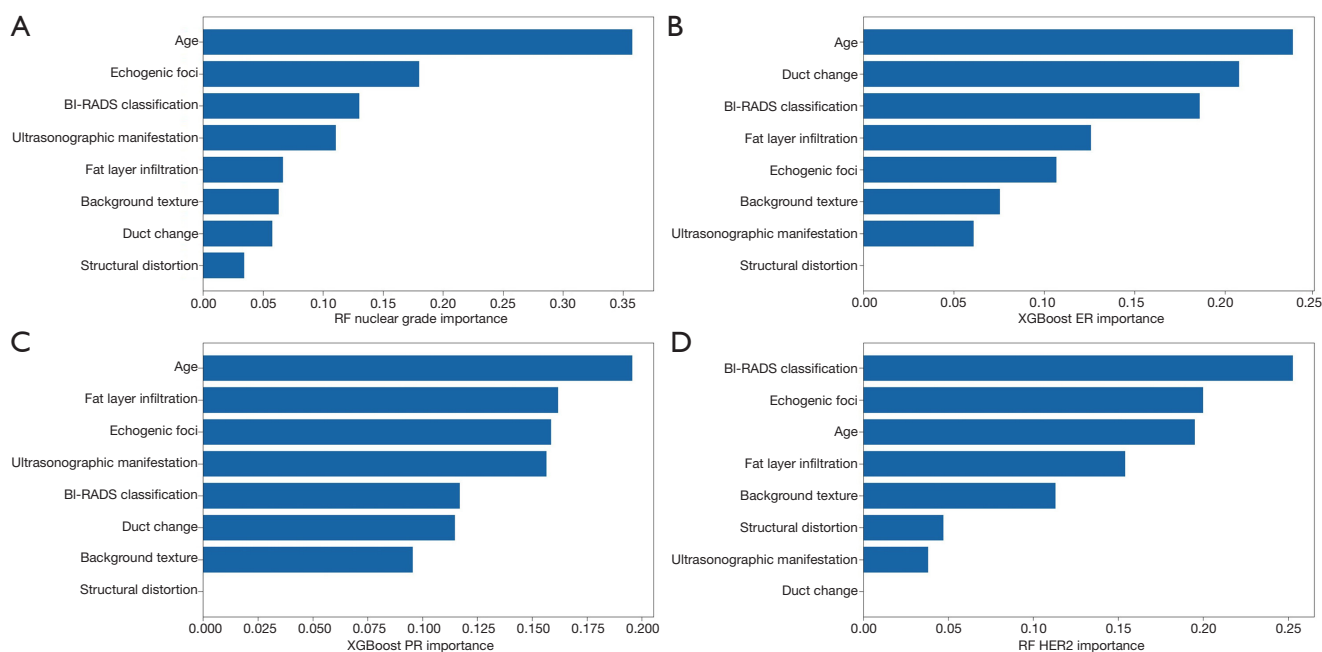 A
Age
Echogenic foci
BI-RADS classification
Ultrasonographic manifestation
Fat layer infiltration
Background texture
Duct change
Structural distortion
0.00 0.05 0.10 0.15 0.20 0.25 0.30 0.35
RF nuclear grade importance
B
Age
Duct change
BI-RADS classification
Fat layer infiltration
Echogenic foci
Background texture
Ultrasonographic manifestation
Structural distortion
0.00 0.05 0.10 0.15 0.20 0.25
XGBoost ER importance
C
Age
Fat layer infiltration
Echogenic foci
Ultrasonographic manifestation
BI-RADS classification
Duct change
Background texture
Structural distortion
0.000 0.025 0.050 0.075 0.100 0.125 0.150 0.175 0.200
XGBoost PR importance
D
BI-RADS classification
Echogenic foci
Age
Fat layer infiltration
Background texture
Structural distortion
Ultrasonographic manifestation
Duct change
0.00 0.05 0.10 0.15 0.20 0.25
RF HER2 importance